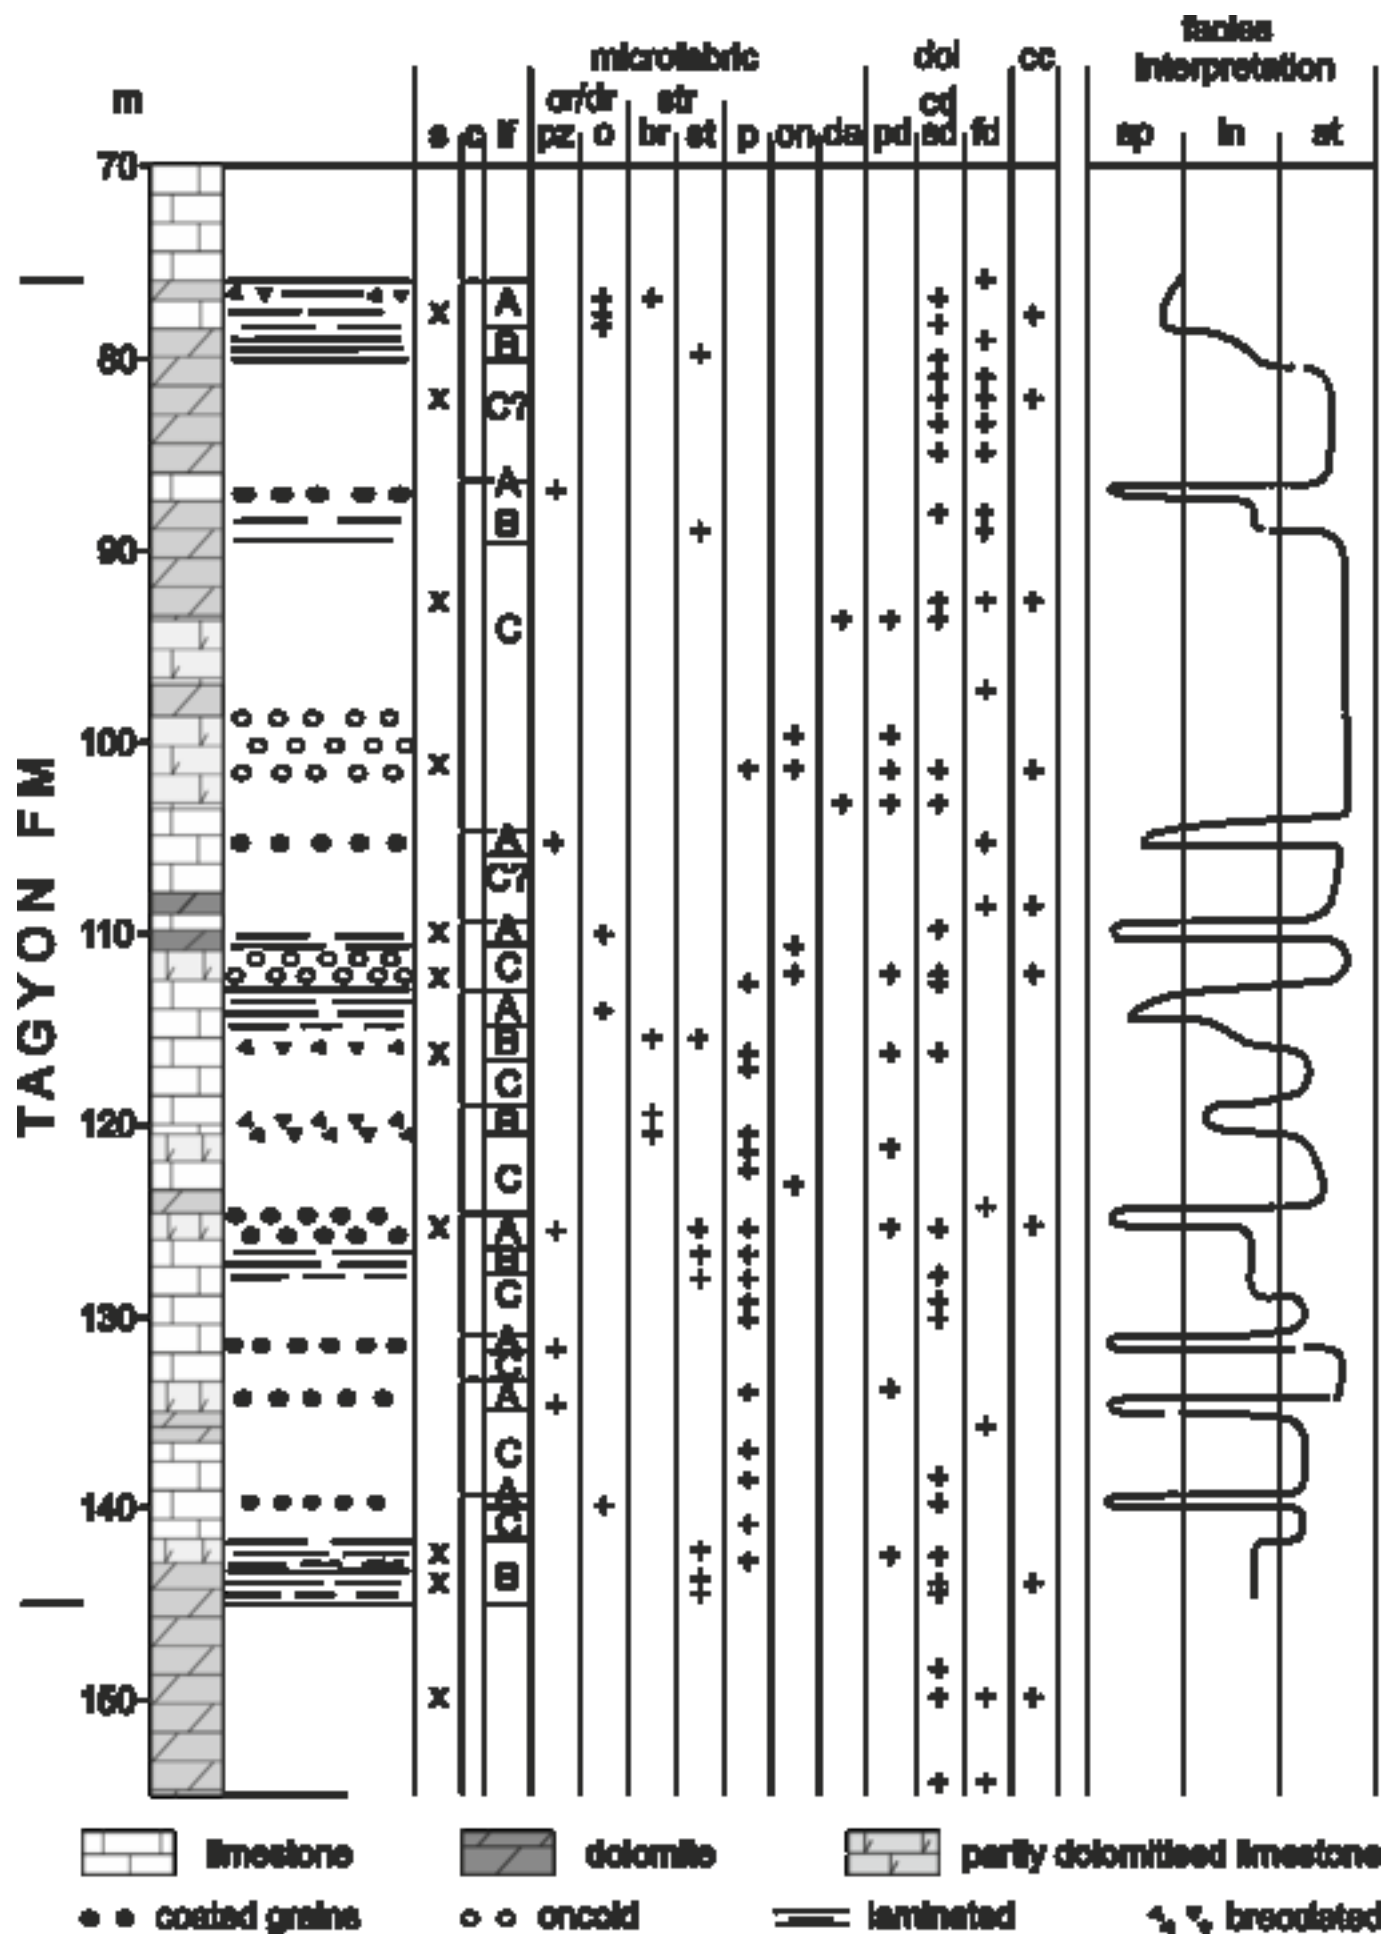 facies
microfabric dol cc interpretation
m or/dr str cd
s c lf pz o br st p on da pd sd fd sp in st
70
A
B
80
C?
A
B
90
C
100
A
C?
110
A
C
A
B
C
120
B
C
A
B
C
130
A
C
A
C
A
140
C
B
150
TAGYON FM
limestone dolomite partly dolomitised limestone
coated grains oncoid laminated brecciated